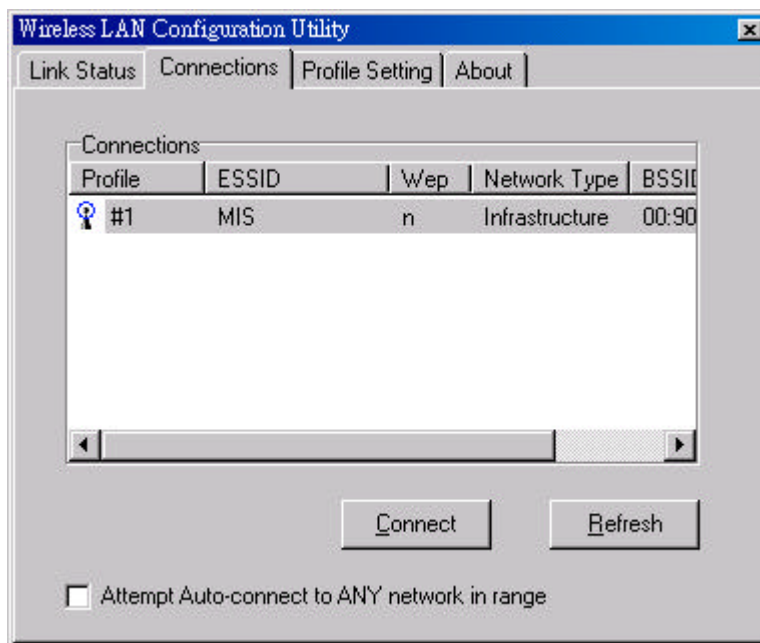 Wireless LAN Configuration Utility
Link Status Connections Profile Setting About
Connections
Profile ESSID Wep Network Type BSSID
#1 MIS n Infrastructure 00:90
Connect Refresh
Attempt Auto-connect to ANY network in range